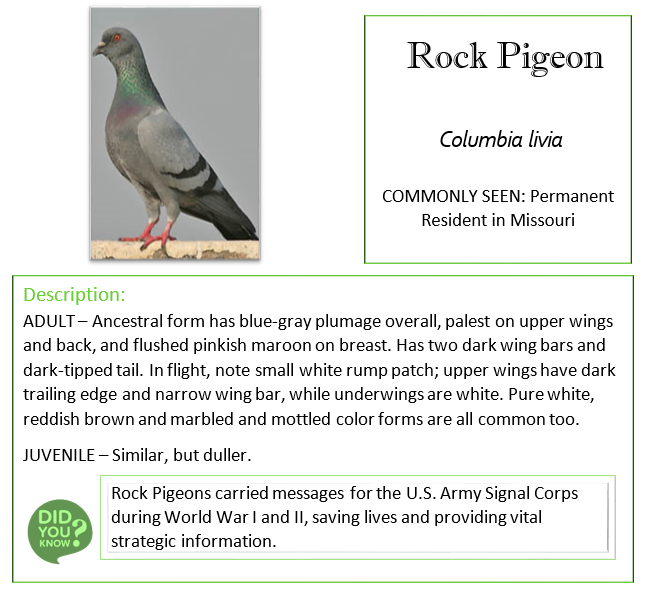 Rock Pigeon
Columbia livia
COMMONLY SEEN: Permanent
Resident in Missouri
Description:
ADULT – Ancestral form has blue-gray plumage overall, palest on upper wings
and back, and flushed pinkish maroon on breast. Has two dark wing bars and
dark-tipped tail. In flight, note small white rump patch; upper wings have dark
trailing edge and narrow wing bar, while underwings are white. Pure white,
reddish brown and marbled and mottled color forms are all common too.
JUVENILE – Similar, but duller.
DID
YOU
KNOW?
Rock Pigeons carried messages for the U.S. Army Signal Corps
during World War I and II, saving lives and providing vital
strategic information.